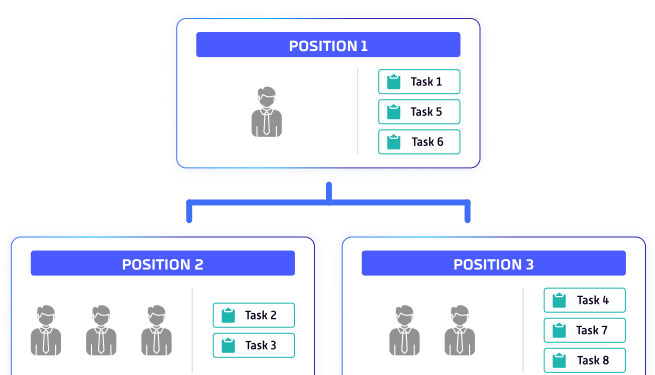 POSITION 1
Task 1
Task 5
Task 6
POSITION 2
Task 2
Task 3
POSITION 3
Task 4
Task 7
Task 8